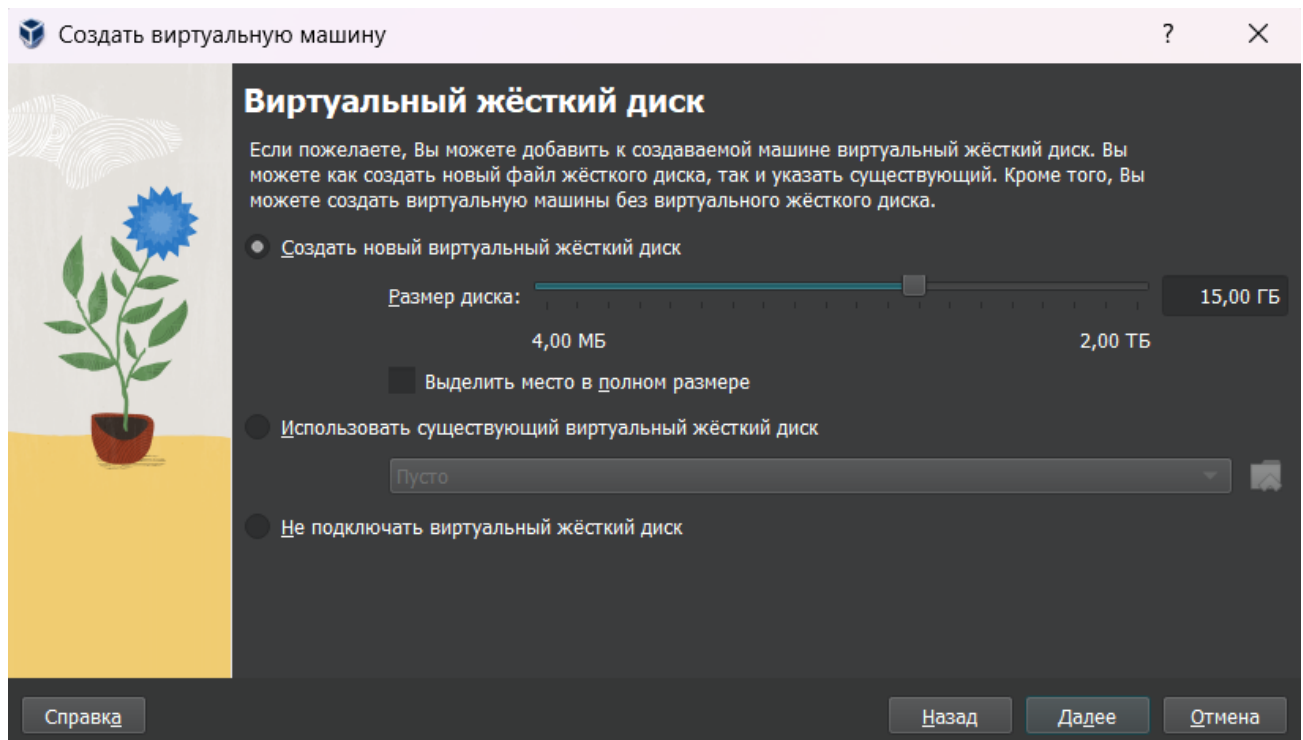 Создать виртуальную машину
?
Виртуальный жёсткий диск
Если пожелаете, Вы можете добавить к создаваемой машине виртуальный жёсткий диск. Вы
можете как создать новый файл жёсткого диска, так и указать существующий. Кроме того, Вы
можете создать виртуальную машины без виртуального жёсткого диска.
Создать новый виртуальный жёсткий диск
Размер диска:
15,00 ГБ
4,00 МБ
2,00 ТБ
Выделить место в полном размере
Использовать существующий виртуальный жёсткий диск
Пусто
Не подключать виртуальный жёсткий диск
Справка
Назад
Далее
Отмена